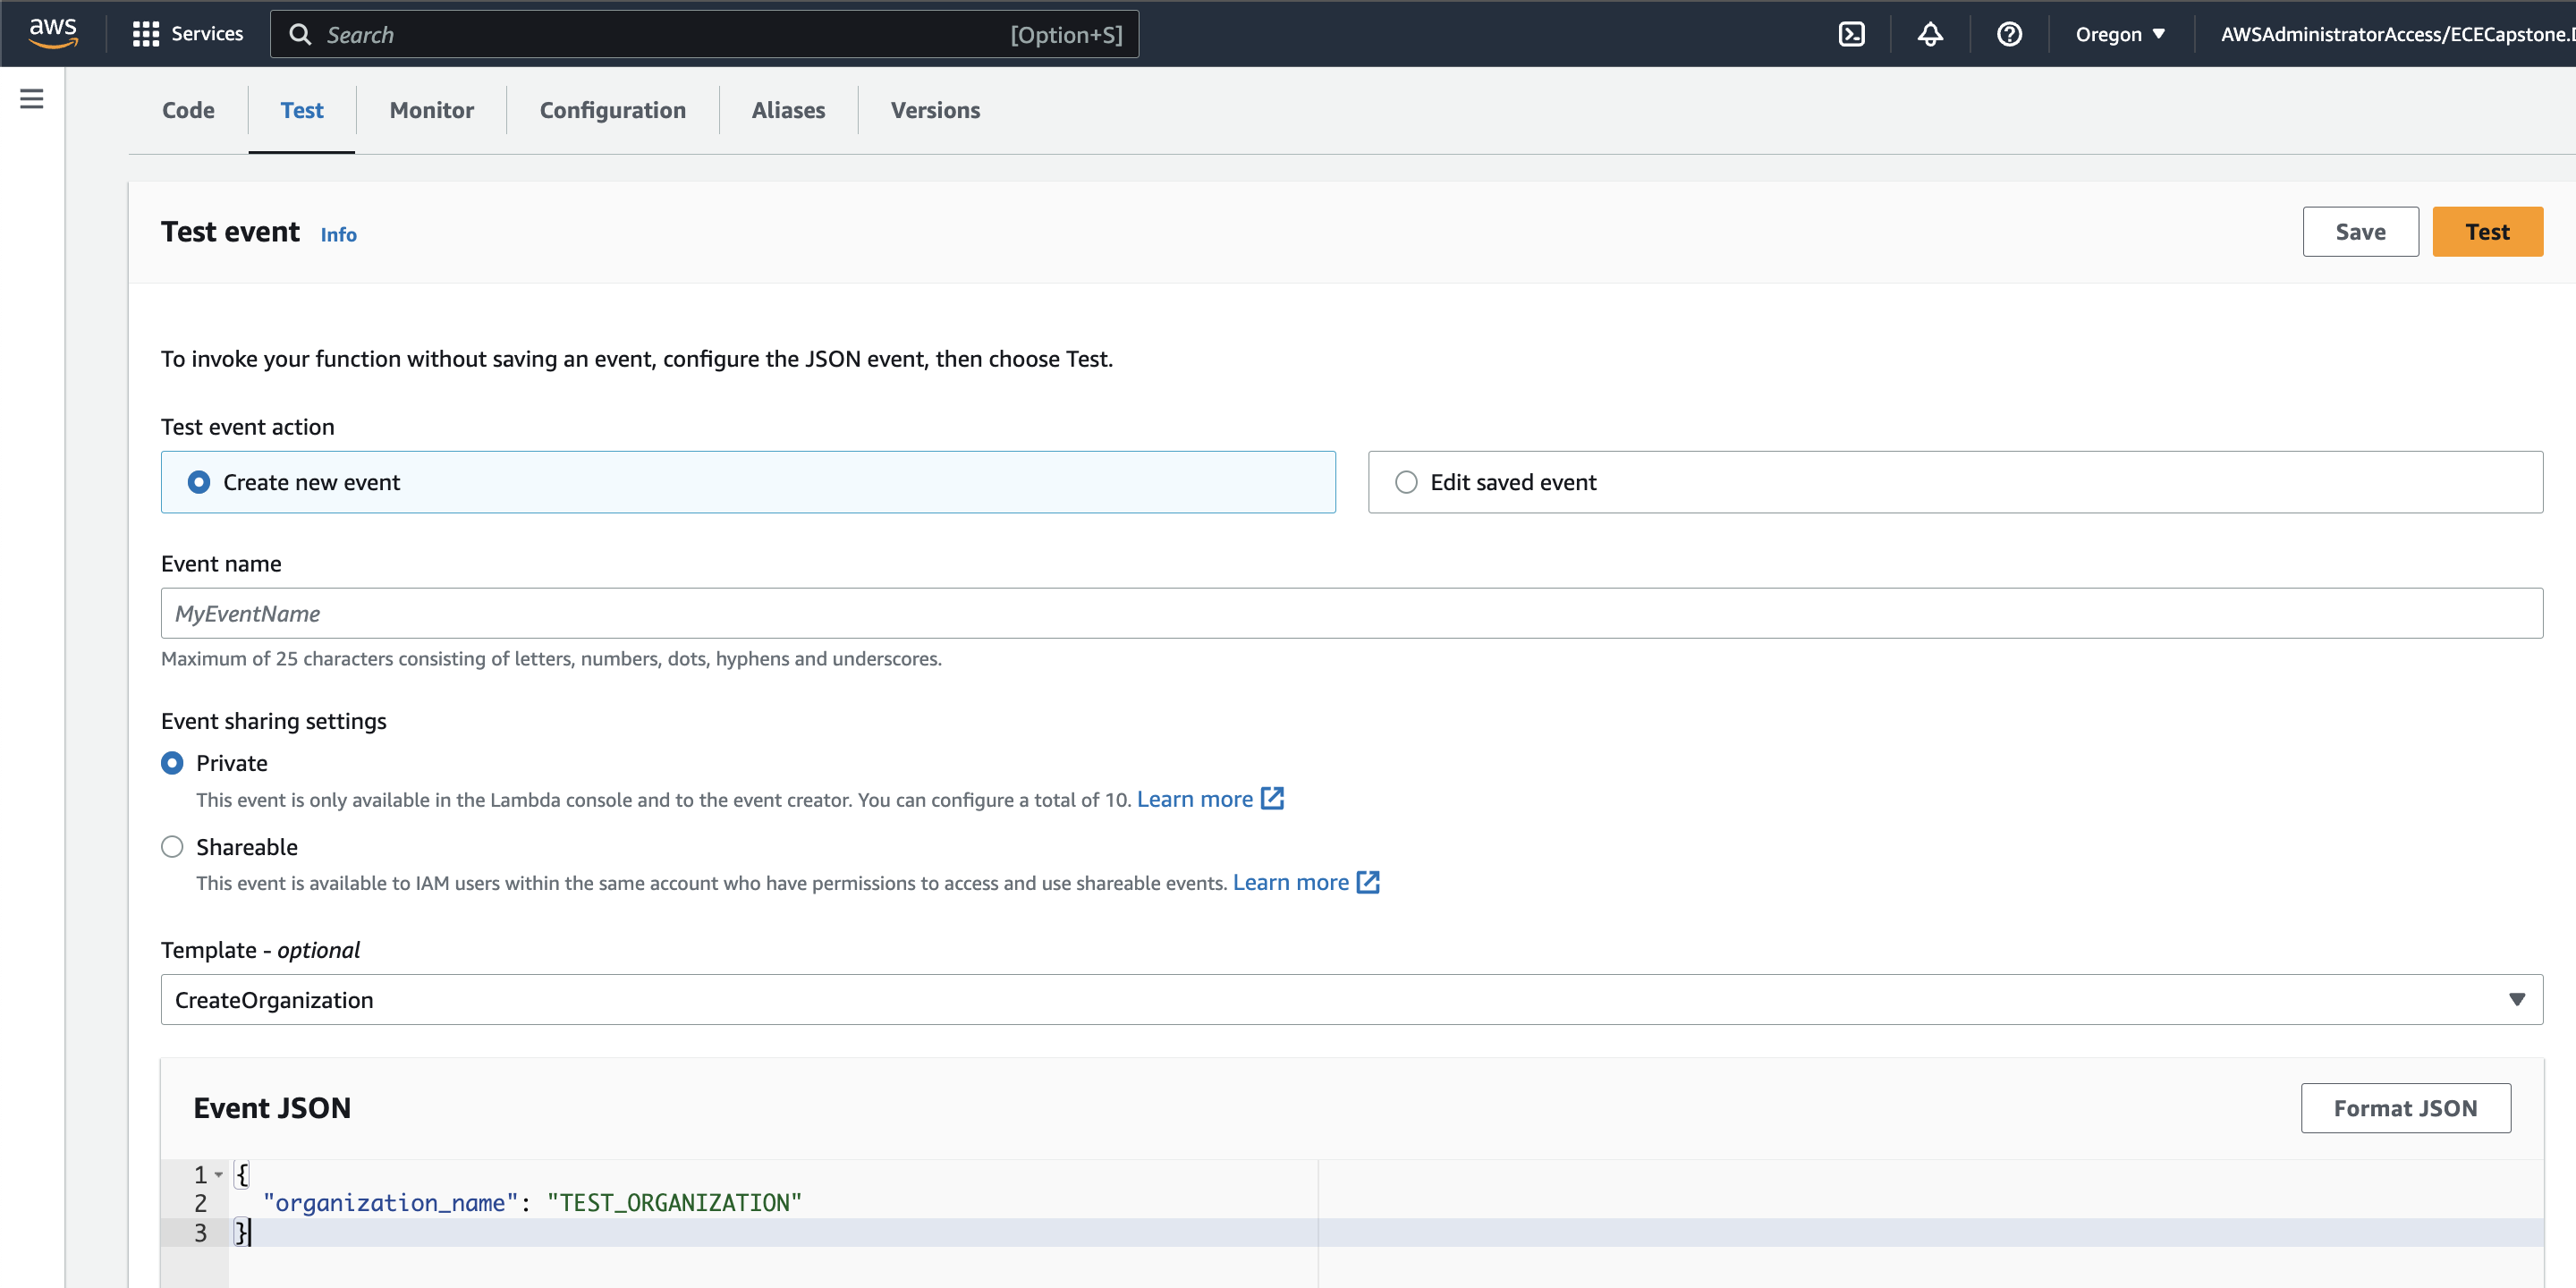 aws Services Search [Option+S] Oregon AWSAdministratorAccess/ECECapstone.
Code Test Monitor Configuration Aliases Versions
Test event Info Save Test
To invoke your function without saving an event, configure the JSON event, then choose Test.
Test event action
Create new event Edit saved event
Event name
MyEventName
Maximum of 25 characters consisting of letters, numbers, dots, hyphens and underscores.
Event sharing settings
Private
This event is only available in the Lambda console and to the event creator. You can configure a total of 10. Learn more
Shareable
This event is available to IAM users within the same account who have permissions to access and use shareable events. Learn more
Template - optional
CreateOrganization
Event JSON Format JSON
1 {
2 "organization_name": "TEST_ORGANIZATION"
3 }